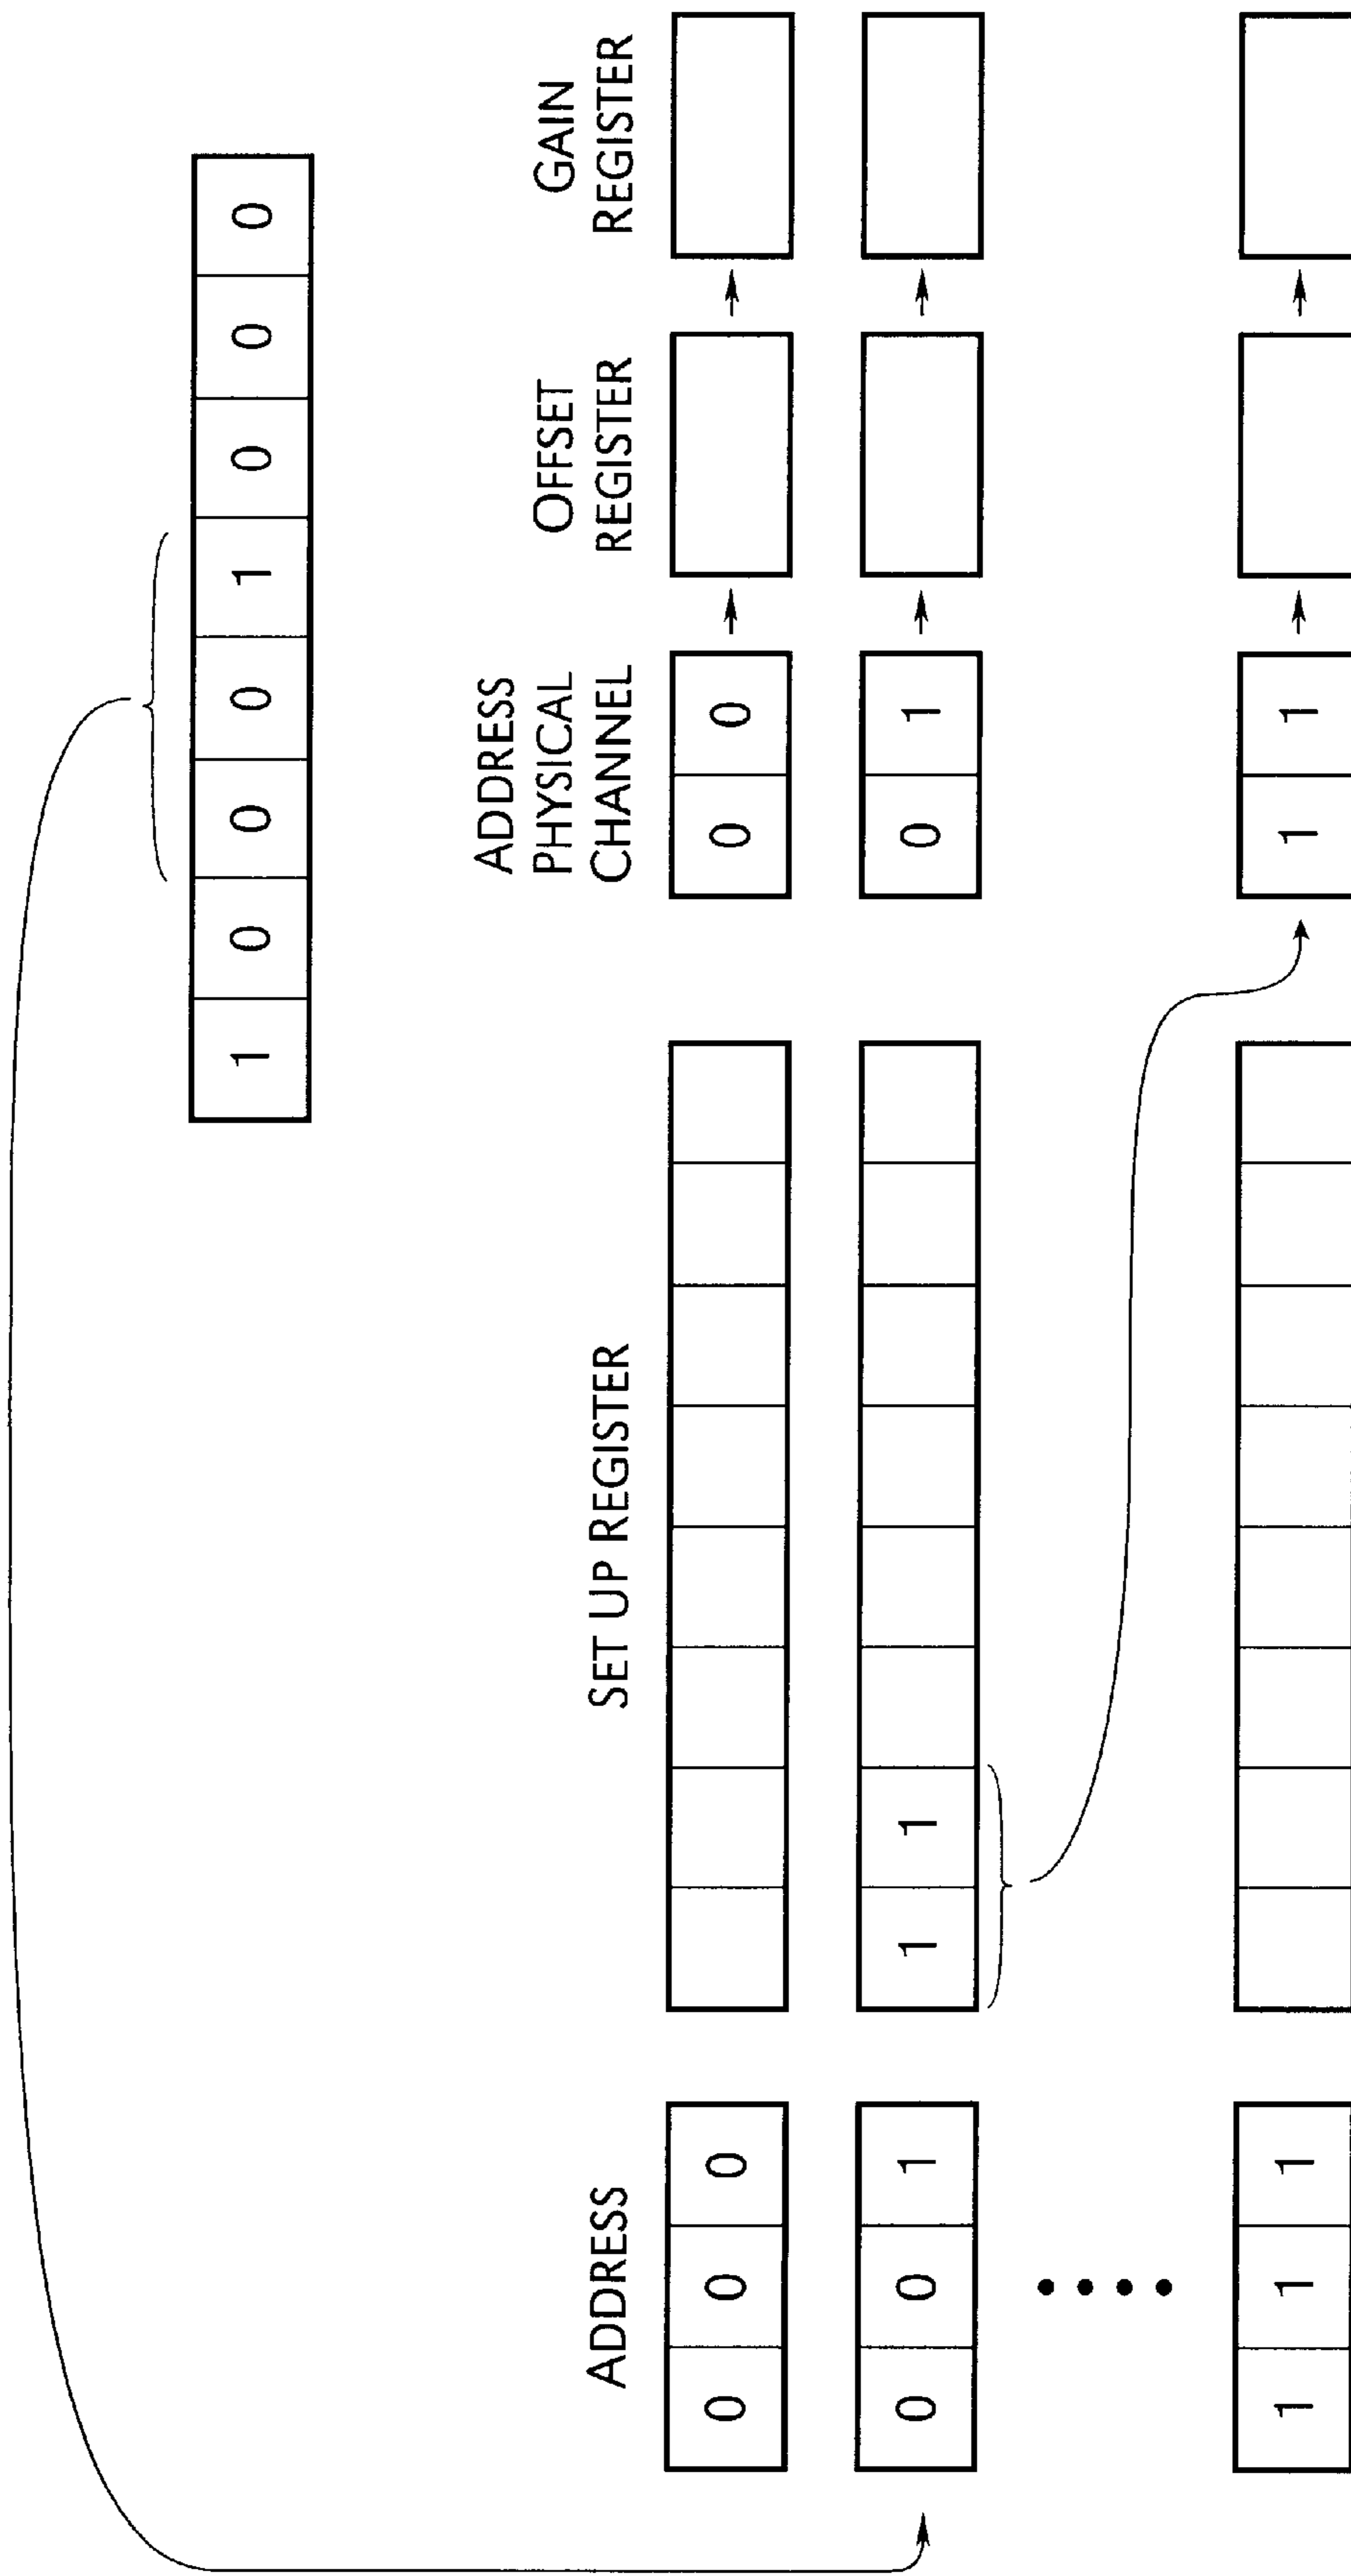 1 0 0 0 1 0 0 0
ADDRESS
SET UP REGISTER
ADDRESS
PHYSICAL
CHANNEL
OFFSET
REGISTER
GAIN
REGISTER
0 0 0
0 0
0 0 1
1 1
0 1
1 1 1
1 1